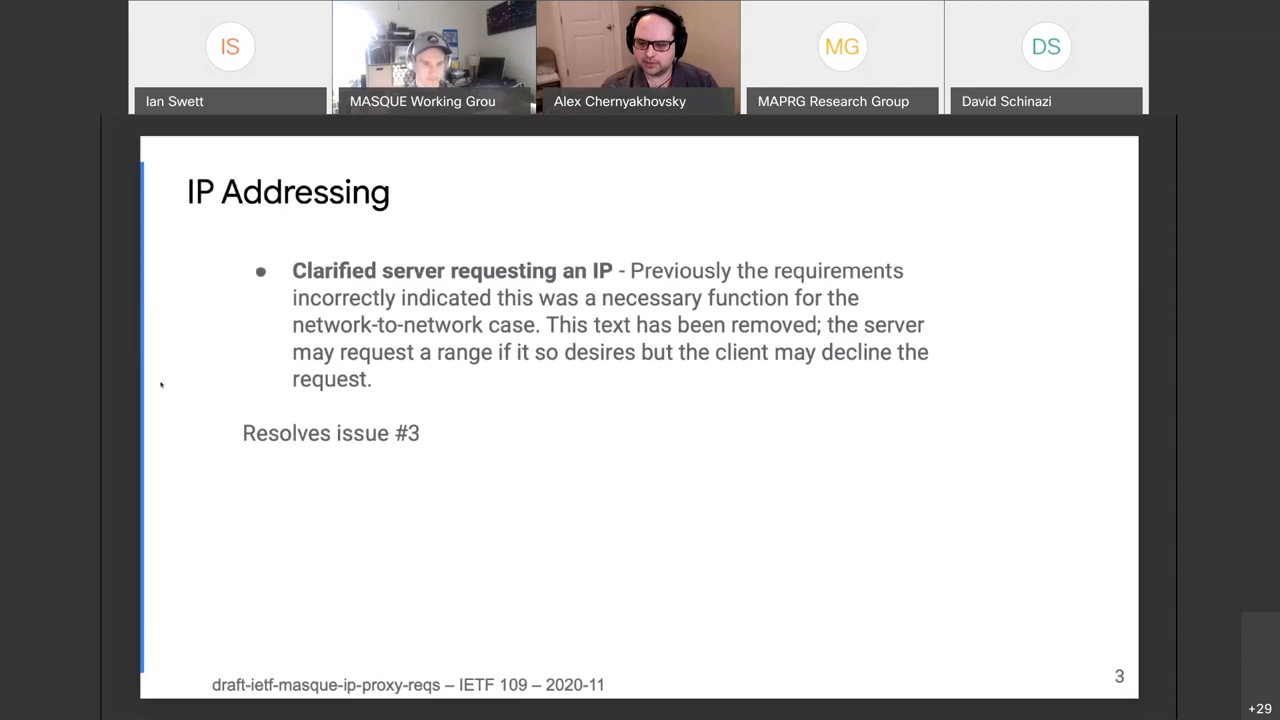 IS
MG
DS
Ian Swett
MASQUE Working Grou
Alex Chernyakhovsky
MAPRG Research Group
David Schinazi
IP Addressing
● Clarified server requesting an IP - Previously the requirements
incorrectly indicated this was a necessary function for the
network-to-network case. This text has been removed; the server
may request a range if it so desires but the client may decline the
request.
Resolves issue #3
draft-ietf-masque-ip-proxy-reqs – IETF 109 – 2020-11
3
+29